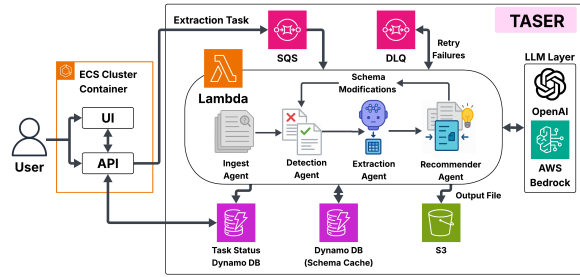 TASER
Extraction Task
SQS
DLQ
Retry
Failures
ECS Cluster
Container
UI
API
User
Lambda
Schema
Modifications
Ingest
Agent
Detection
Agent
Extraction
Agent
Recommender
Agent
LLM Layer
OpenAI
AWS
Bedrock
Output File
Task Status
Dynamo DB
Dynamo DB
(Schema Cache)
S3